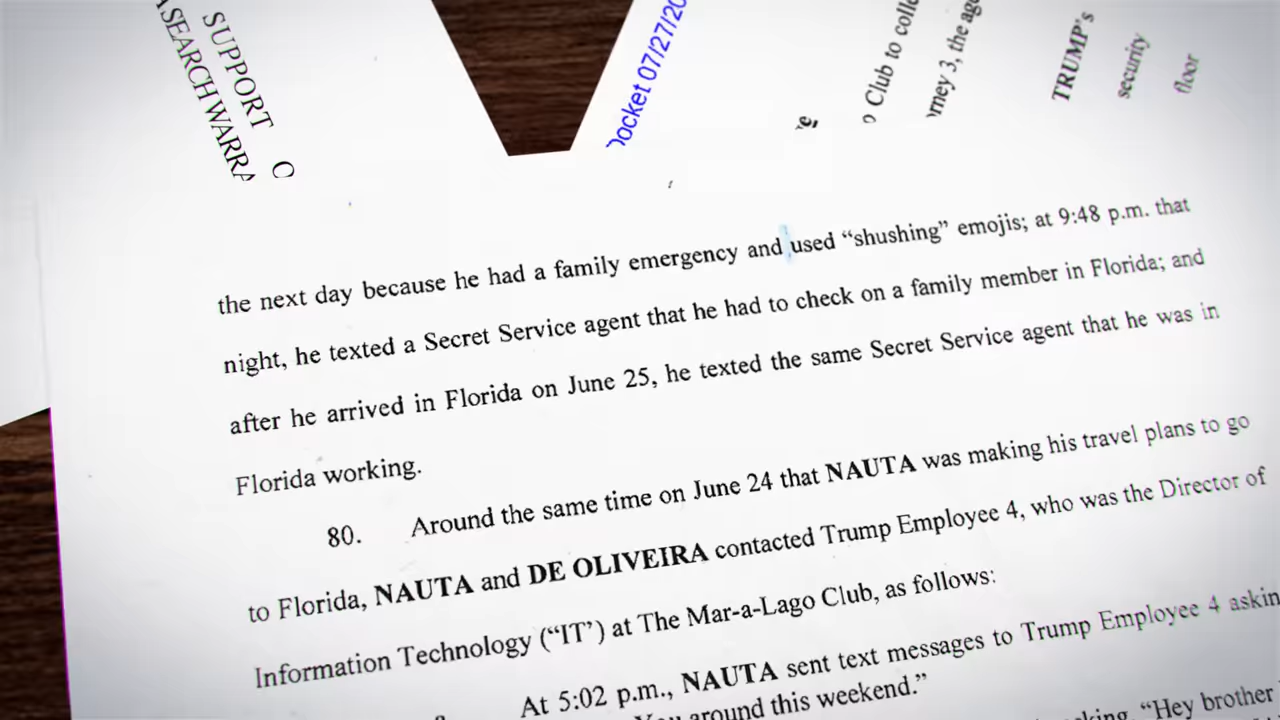 SUPPORT O
A SEARCH WARRA
Docket 07/27/20
o Club to colle
rney 3, the age
TRUMP's
security
floor
the next day because he had a family emergency and used “shushing” emojis; at 9:48 p.m. that
night, he texted a Secret Service agent that he had to check on a family member in Florida; and
after he arrived in Florida on June 25, he texted the same Secret Service agent that he was in
Florida working.
80. Around the same time on June 24 that NAUTA was making his travel plans to go
to Florida, NAUTA and DE OLIVEIRA contacted Trump Employee 4, who was the Director of
Information Technology (“IT’) at The Mar-a-Lago Club, as follows:
At 5:02 p.m., NAUTA sent text messages to Trump Employee 4 askin
You around this weekend.”
“Hey brother